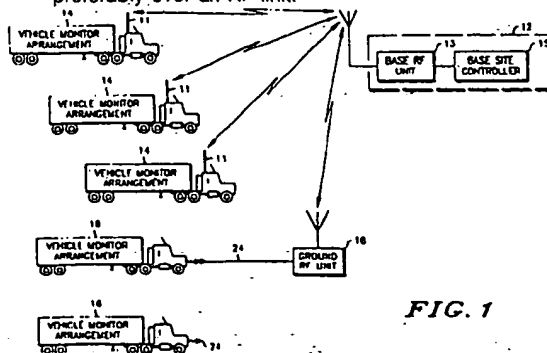 preferably over an RF link.
14
11
VEHICLE MONITOR
ARRANGEMENT
12
13
15
BASE RF
UNIT
BASE SITE
CONTROLLER
14
11
VEHICLE MONITOR
ARRANGEMENT
14
11
VEHICLE MONITOR
ARRANGEMENT
18
VEHICLE MONITOR
ARRANGEMENT
24
16
GROUND
RF UNIT
VEHICLE MONITOR
ARRANGEMENT
24
FIG. 1